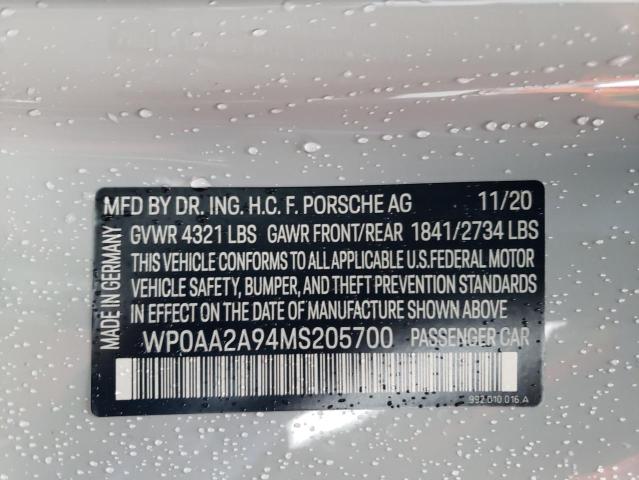 MFD BY DR. ING. H.C. F. PORSCHE AG 11/20
GVWR 4321 LBS GAWR FRONT/REAR 1841/2734 LBS
THIS VEHICLE CONFORMS TO ALL APPLICABLE U.S.FEDERAL MOTOR
VEHICLE SAFETY, BUMPER, AND THEFT PREVENTION STANDARDS
IN EFFECT ON THE DATE OF MANUFACTURE SHOWN ABOVE
WP0AA2A94MS205700 PASSENGER CAR
992 010 016 A
MADE IN GERMANY